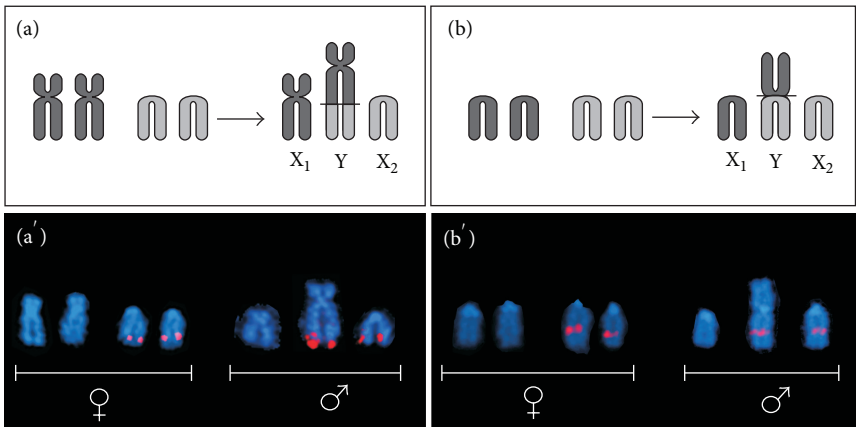 (a)
X₁ Y X₂
(b)
X₁ Y X₂
(a′)
♀ ♂
(b′)
♀ ♂